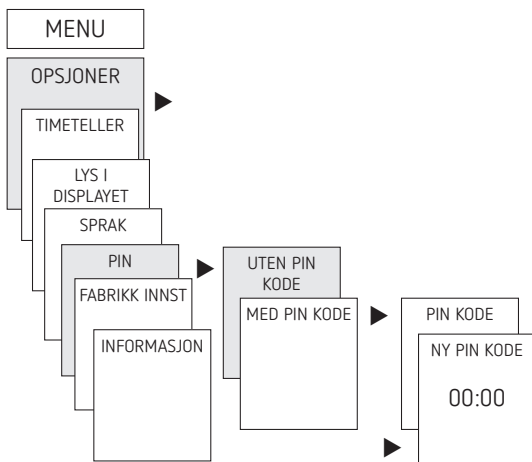 MENU
OPSJONER
TIMETELLER
LYS I
DISPLAYET
SPRAK
PIN
FABRIKK INNST
INFORMASJON
UTEN PIN
KODE
MED PIN KODE
PIN KODE
NY PIN KODE
00:00